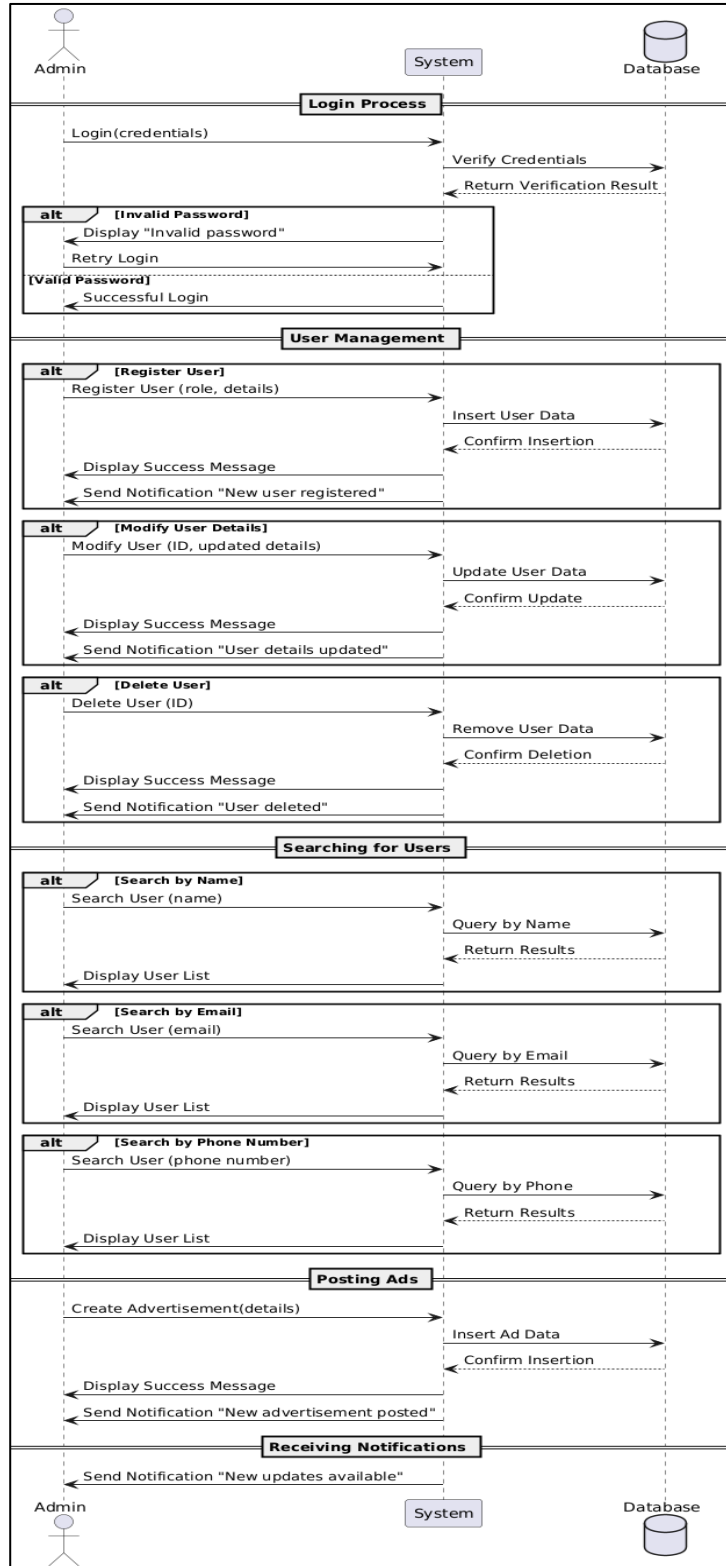 Admin
System
Database
Login Process
Login(credentials)
Verify Credentials
Return Verification Result
alt [Invalid Password]
Display "Invalid password"
Retry Login
[Valid Password]
Successful Login
User Management
alt [Register User]
Register User (role, details)
Insert User Data
Confirm Insertion
Display Success Message
Send Notification "New user registered"
alt [Modify User Details]
Modify User (ID, updated details)
Update User Data
Confirm Update
Display Success Message
Send Notification "User details updated"
alt [Delete User]
Delete User (ID)
Remove User Data
Confirm Deletion
Display Success Message
Send Notification "User deleted"
Searching for Users
alt [Search by Name]
Search User (name)
Query by Name
Return Results
Display User List
alt [Search by Email]
Search User (email)
Query by Email
Return Results
Display User List
alt [Search by Phone Number]
Search User (phone number)
Query by Phone
Return Results
Display User List
Posting Ads
Create Advertisement(details)
Insert Ad Data
Confirm Insertion
Display Success Message
Send Notification "New advertisement posted"
Receiving Notifications
Send Notification "New updates available"
Admin
System
Database